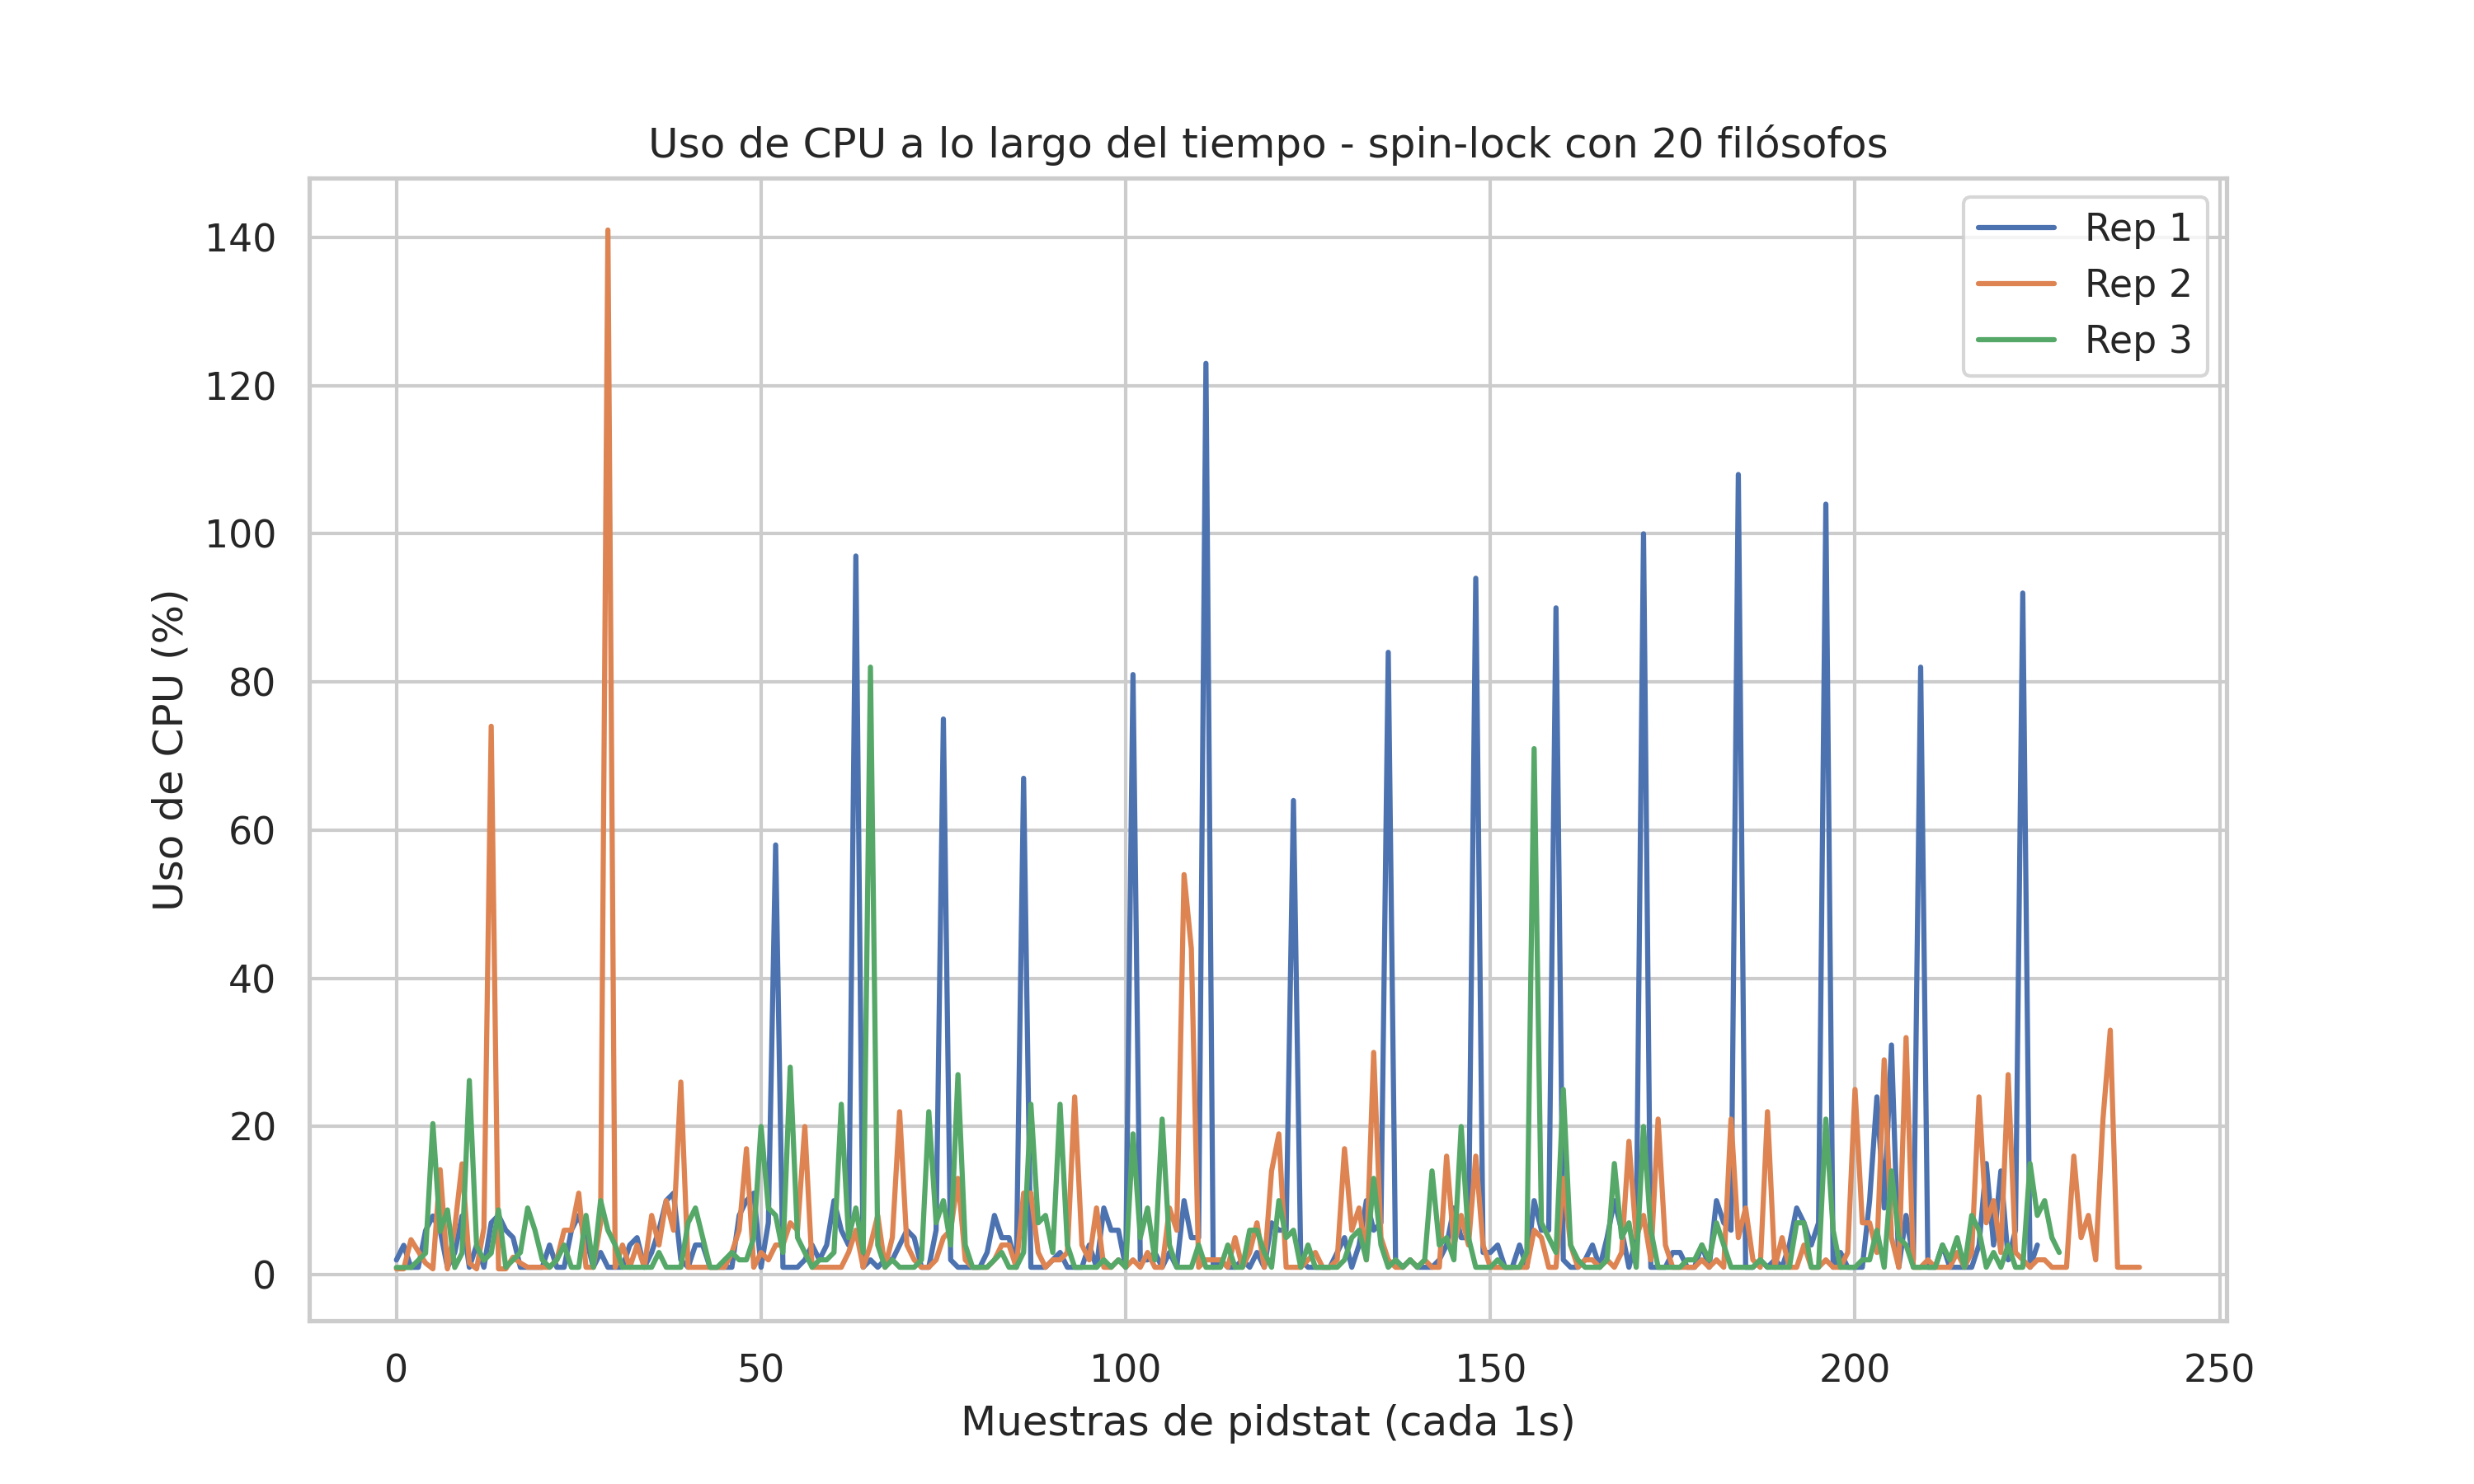 Uso de CPU a lo largo del tiempo - spin-lock con 20 filósofos
Rep 1
Rep 2
Rep 3
Uso de CPU (%)
140
120
100
80
60
40
20
0
0 50 100 150 200 250
Muestras de pidstat (cada 1s)